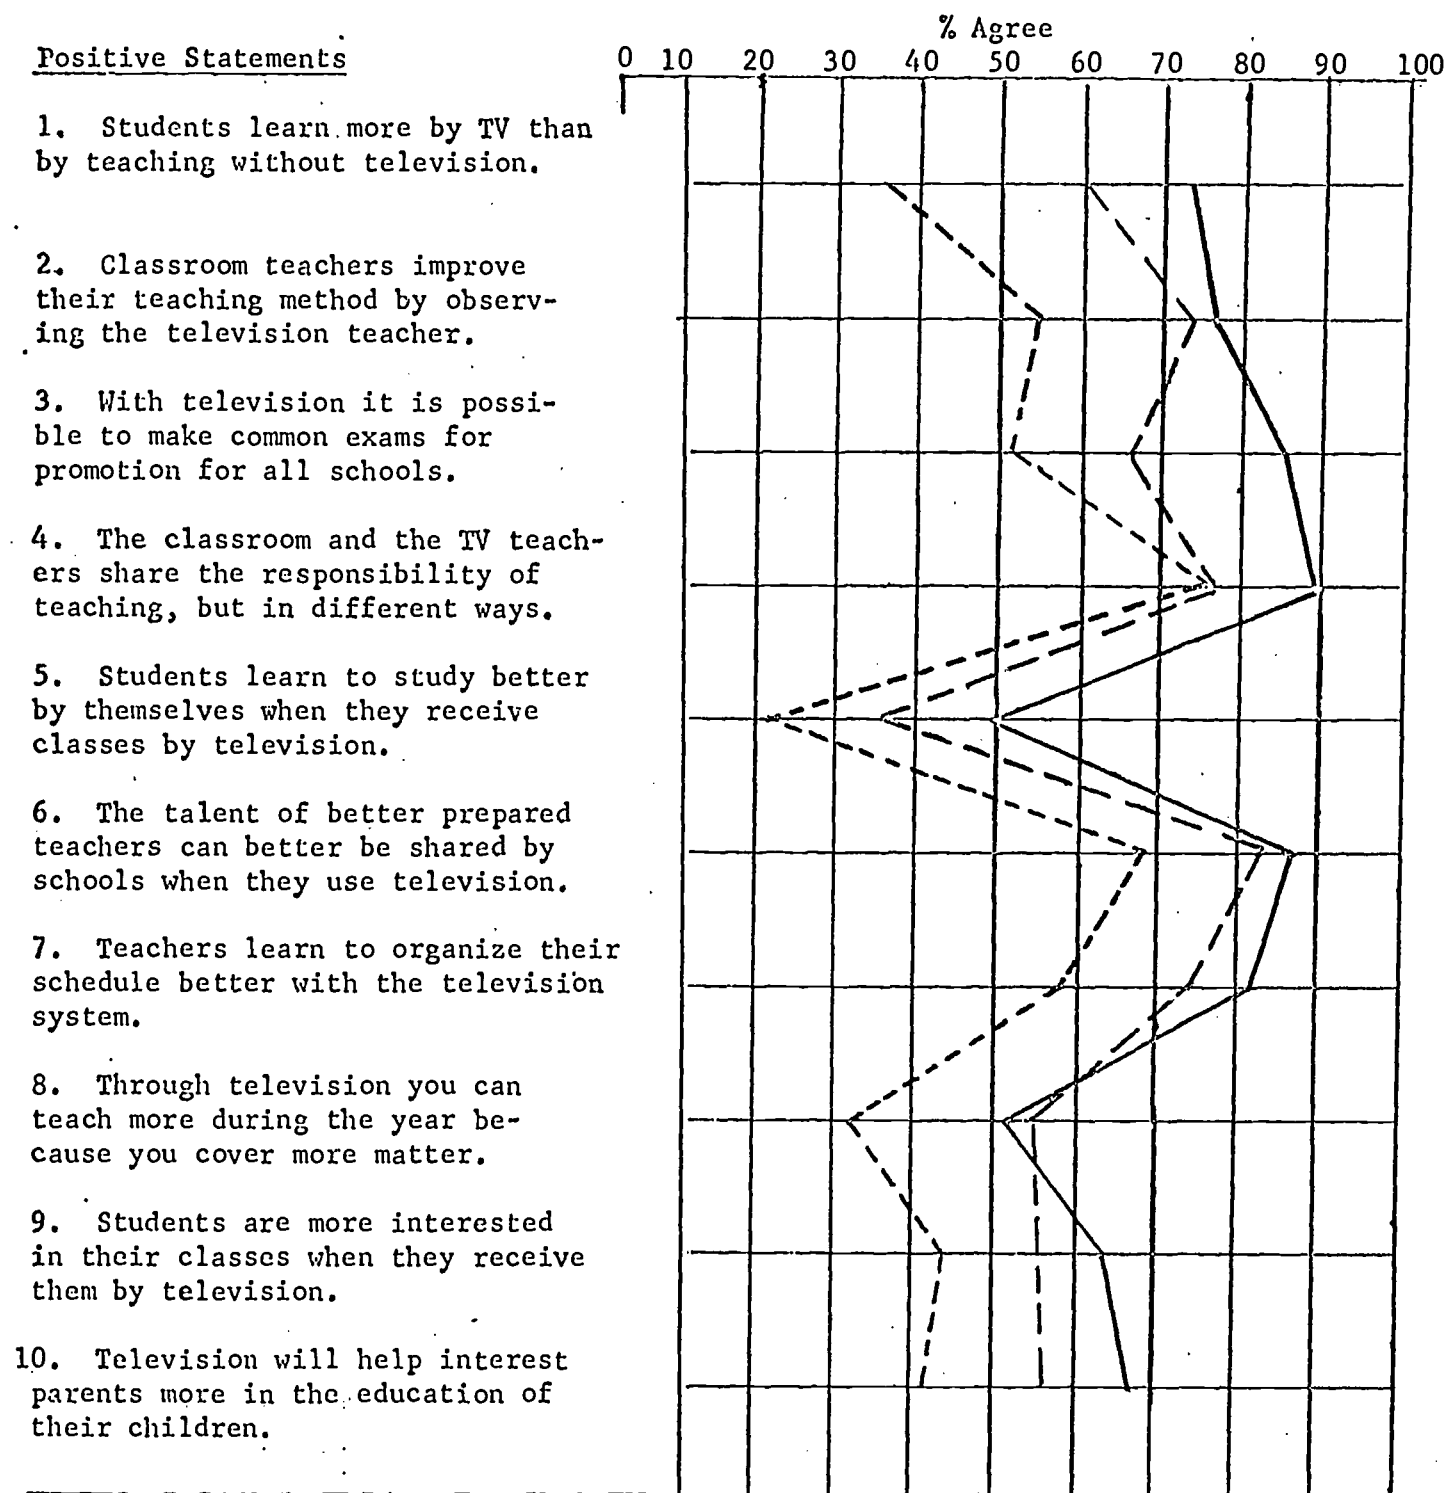 % Agree
Positive Statements
0 10 20 30 40 50 60 70 80 90 100
1. Students learn more by TV than
by teaching without television.
2. Classroom teachers improve
their teaching method by observ-
ing the television teacher.
3. With television it is possi-
ble to make common exams for
promotion for all schools.
4. The classroom and the TV teach-
ers share the responsibility of
teaching, but in different ways.
5. Students learn to study better
by themselves when they receive
classes by television.
6. The talent of better prepared
teachers can better be shared by
schools when they use television.
7. Teachers learn to organize their
schedule better with the television
system.
8. Through television you can
teach more during the year be-
cause you cover more matter.
9. Students are more interested
in their classes when they receive
them by television.
10. Television will help interest
parents more in the education of
their children.